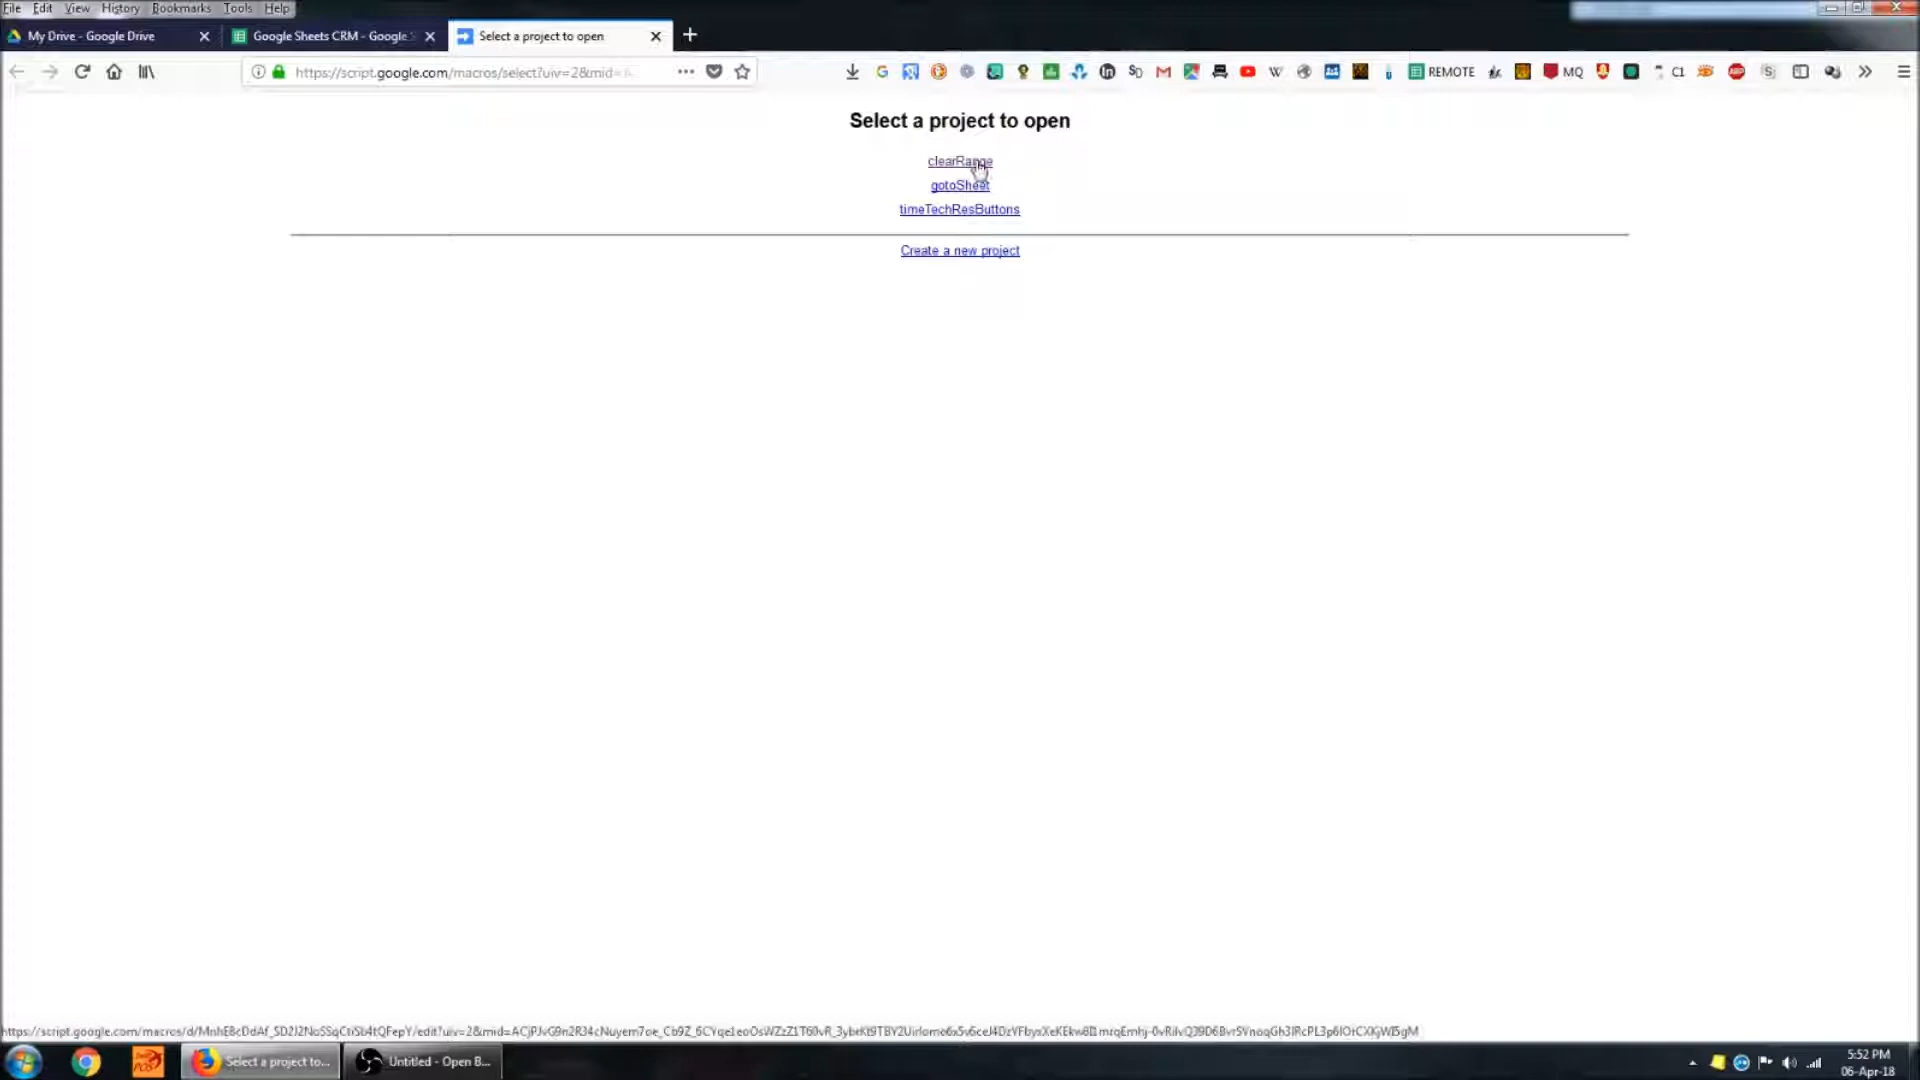 File Edit View History Bookmarks Tools Help
My Drive - Google Drive
Google Sheets CRM - Google S
Select a project to open
https://script.google.com/macros/select?uiv=2&mid=
REMOTE
MQ
C1
Select a project to open
clearRange
gotoSheet
timeTechResButtons
Create a new project
Select a project to...
Untitled - Open B...
5:52 PM
06-Apr-18